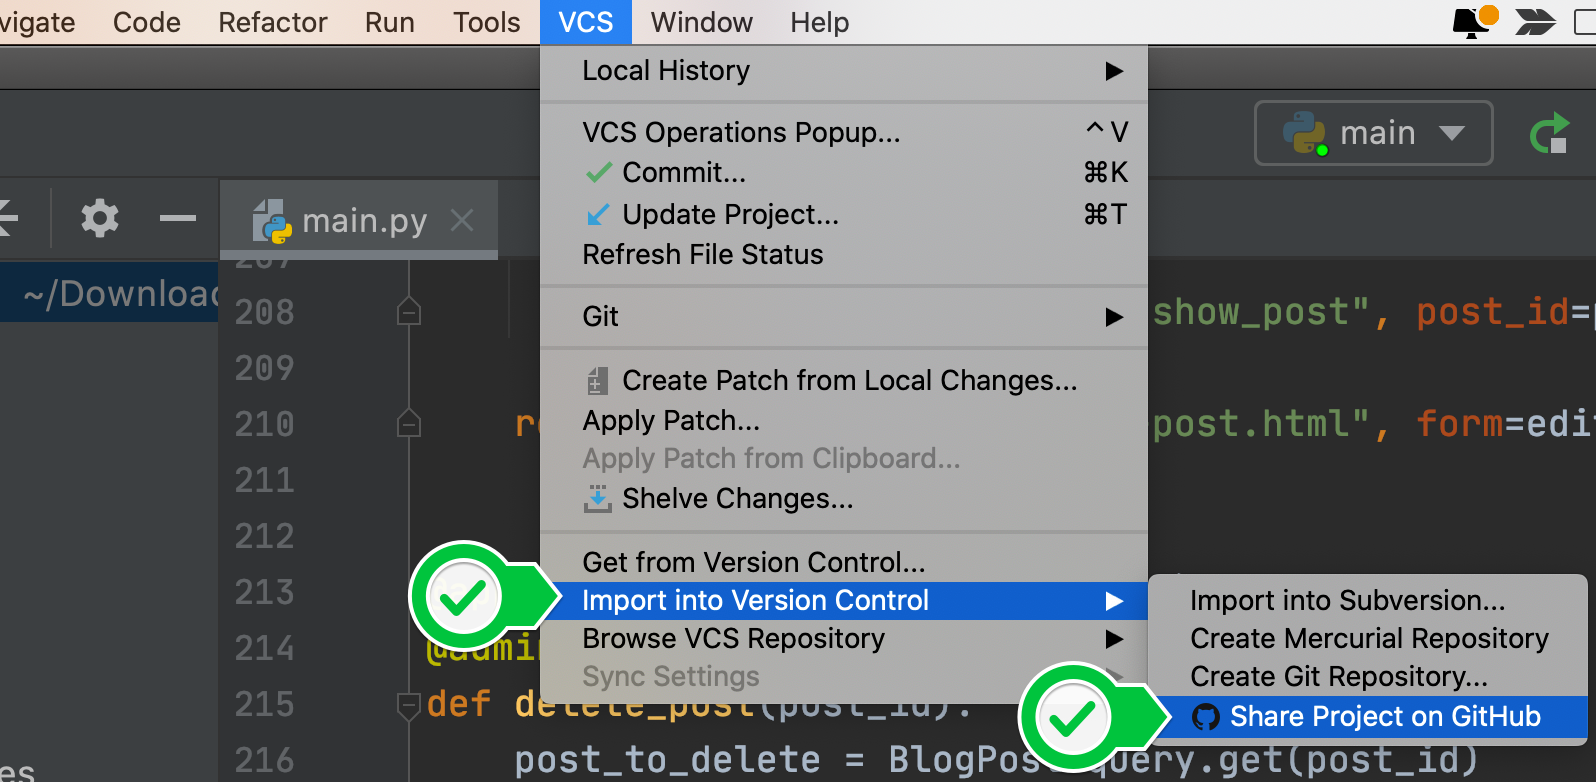 vigate Code Refactor Run Tools VCS Window Help
Local History
VCS Operations Popup... ^V
main
Commit... ⌘K
main.py
Update Project... ⌘T
Refresh File Status
~/Downloac
208 show_post", post_id=
Git
209
Create Patch from Local Changes...
210 post.html", form=edi
Apply Patch...
Apply Patch from Clipboard...
211
Shelve Changes...
212
Get from Version Control...
213
Import into Version Control
Import into Subversion...
214 @admin
Browse VCS Repository
Create Mercurial Repository
Sync Settings
Create Git Repository...
215 def delete_post(post_id):
Share Project on GitHub
216 post_to_delete = BlogPost.query.get(post_id)
es